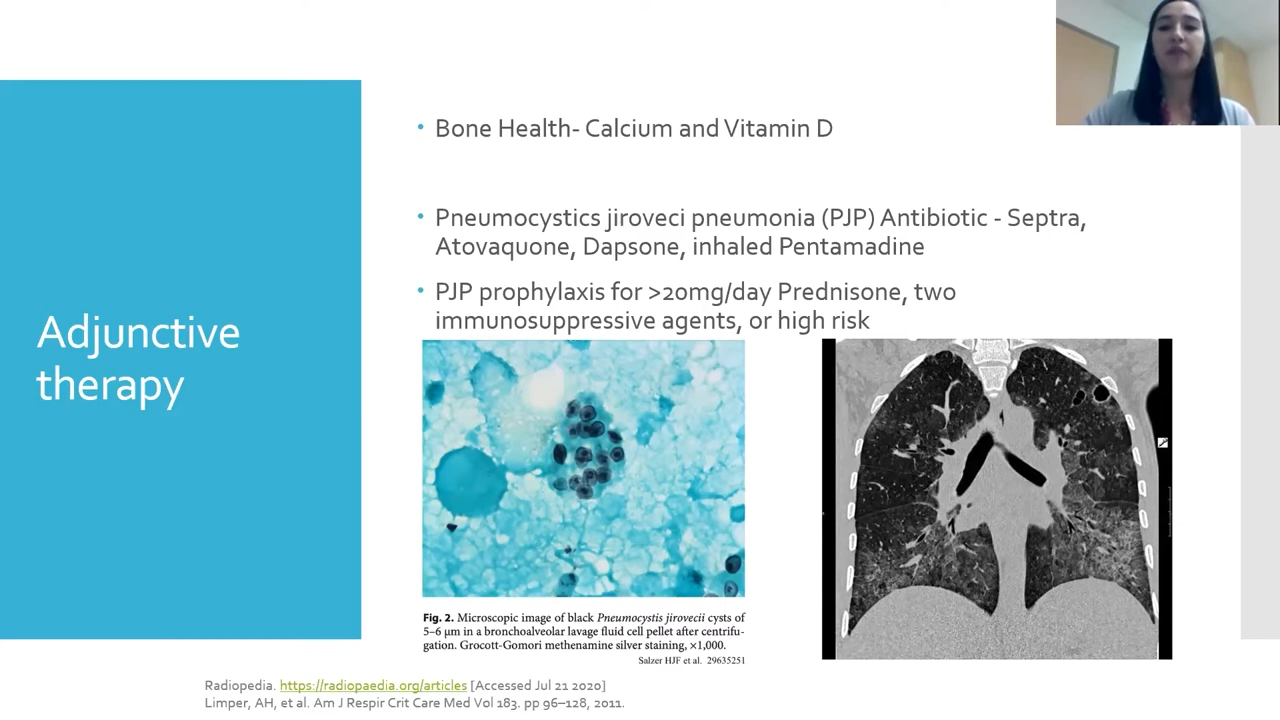 Adjunctive
therapy
• Bone Health- Calcium and Vitamin D
• Pneumocystics jiroveci pneumonia (PJP) Antibiotic - Septra,
Atovaquone, Dapsone, inhaled Pentamadine
• PJP prophylaxis for >20mg/day Prednisone, two
immunosuppressive agents, or high risk
Fig. 2. Microscopic image of black Pneumocystis jirovecii cysts of
5–6 μm in a bronchoalveolar lavage fluid cell pellet after centrifu-
gation. Grocott-Gomori methenamine silver staining, ×1,000.
Salzer HJF et al. 29635251
Radiopedia. https://radiopaedia.org/articles [Accessed Jul 21 2020]
Limper, AH, et al. Am J Respir Crit Care Med Vol 183. pp 96–128, 2011.